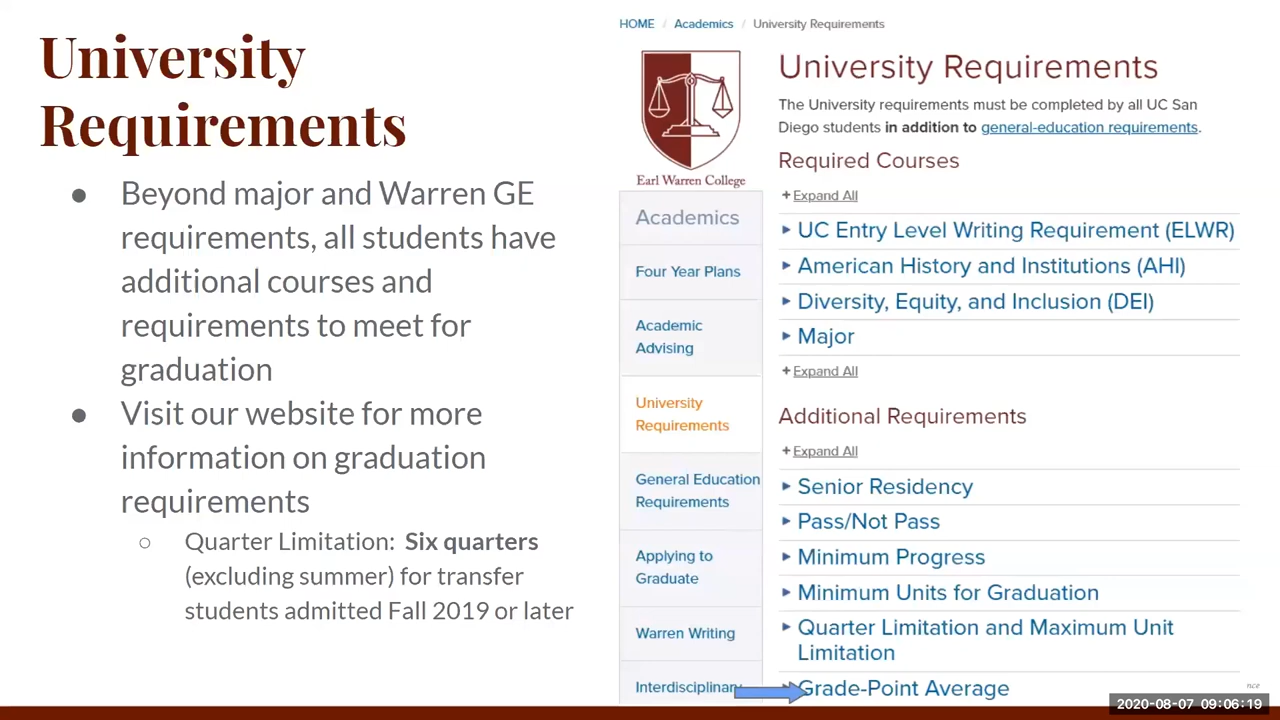 University
Requirements
● Beyond major and Warren GE
requirements, all students have
additional courses and
requirements to meet for
graduation
● Visit our website for more
information on graduation
requirements
○ Quarter Limitation: Six quarters
(excluding summer) for transfer
students admitted Fall 2019 or later
HOME / Academics / University Requirements
Earl Warren College
Academics
Four Year Plans
Academic
Advising
University
Requirements
General Education
Requirements
Applying to
Graduate
Warren Writing
Interdisciplinary
University Requirements
The University requirements must be completed by all UC San
Diego students in addition to general-education requirements.
Required Courses
+Expand All
UC Entry Level Writing Requirement (ELWR)
American History and Institutions (AHI)
Diversity, Equity, and Inclusion (DEI)
Major
+Expand All
Additional Requirements
+Expand All
Senior Residency
Pass/Not Pass
Minimum Progress
Minimum Units for Graduation
Quarter Limitation and Maximum Unit
Limitation
Grade-Point Average
nce
2020-08-07 09:06:19